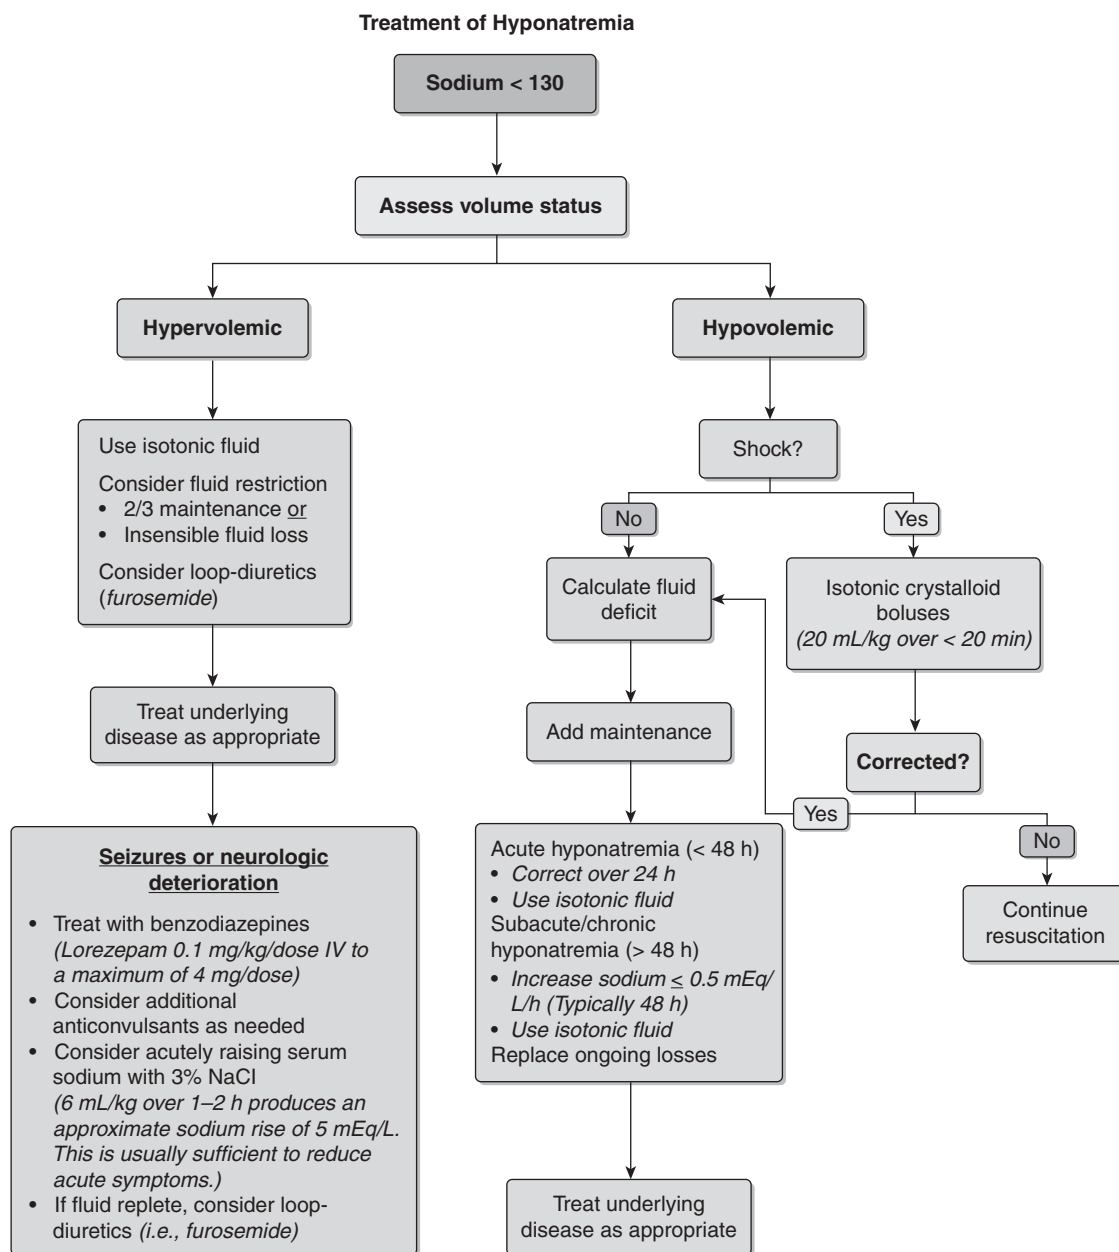 Treatment of Hyponatremia
Sodium < 130
Assess volume status
Hypervolemic
Use isotonic fluid
Consider fluid restriction
• 2/3 maintenance or
• Insensible fluid loss
Consider loop-diuretics
(furosemide)
Treat underlying
disease as appropriate
Seizures or neurologic
deterioration
• Treat with benzodiazepines
(Lorezepam 0.1 mg/kg/dose IV to
a maximum of 4 mg/dose)
• Consider additional
anticonvulsants as needed
• Consider acutely raising serum
sodium with 3% NaCl
(6 mL/kg over 1–2 h produces an
approximate sodium rise of 5 mEq/L.
This is usually sufficient to reduce
acute symptoms.)
• If fluid replete, consider loop-
diuretics (i.e., furosemide)
Hypovolemic
Shock?
No
Yes
Calculate fluid
deficit
Add maintenance
Acute hyponatremia (< 48 h)
• Correct over 24 h
• Use isotonic fluid
Subacute/chronic
hyponatremia (> 48 h)
• Increase sodium ≤ 0.5 mEq/
L/h (Typically 48 h)
• Use isotonic fluid
Replace ongoing losses
Treat underlying
disease as appropriate
Isotonic crystalloid
boluses
(20 mL/kg over < 20 min)
Corrected?
Yes
No
Continue
resuscitation